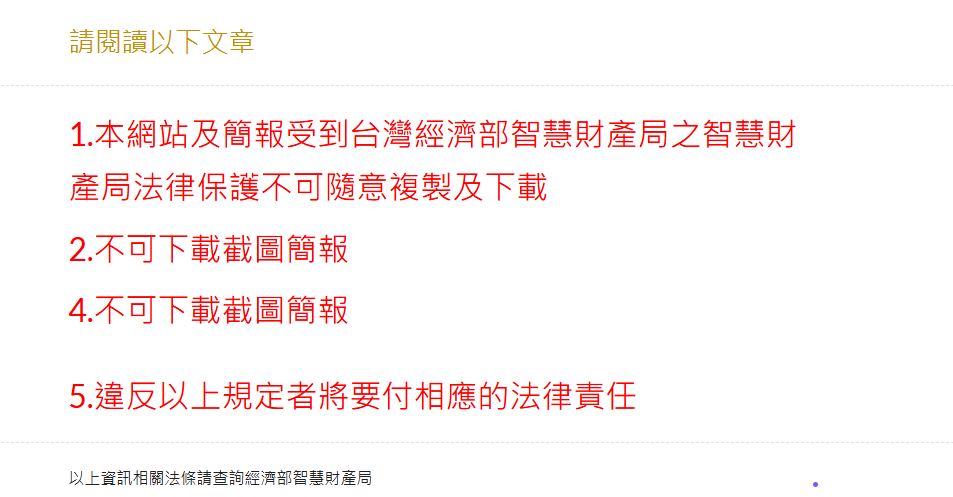 請閱讀以下文章
1.本網站及簡報受到台灣經濟部智慧財產局之智慧財
產局法律保護不可隨意複製及下載
2.不可下載截圖簡報
4.不可下載截圖簡報
5.違反以上規定者將要付相應的法律責任
以上資訊相關法條請查詢經濟部智慧財產局